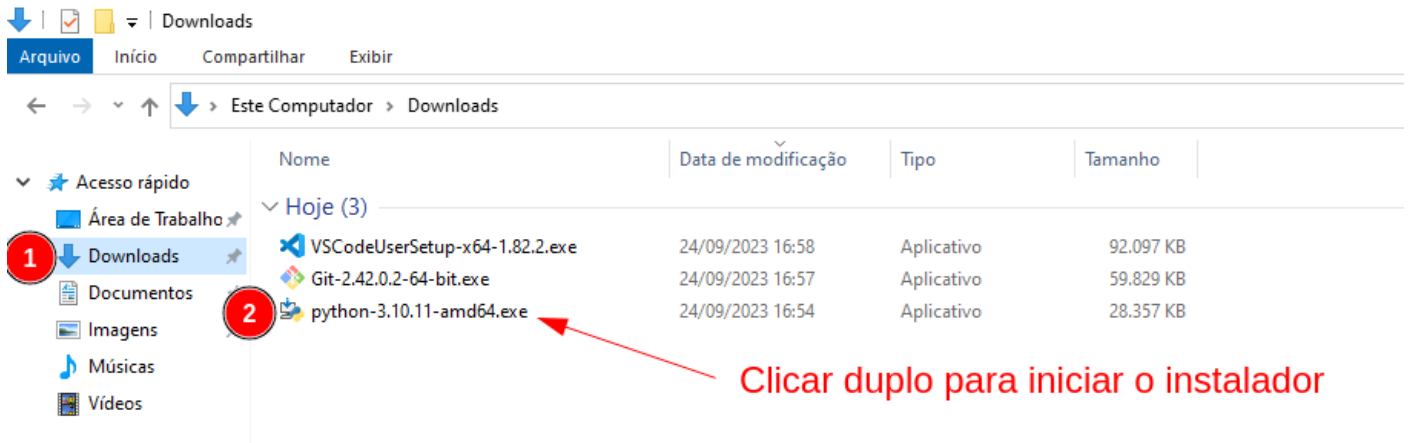 Downloads
Arquivo Início Compartilhar Exibir
Este Computador > Downloads
Nome Data de modificação Tipo Tamanho
Acesso rápido
Hoje (3)
Área de Trabalho
VSCodeUserSetup-x64-1.82.2.exe 24/09/2023 16:58 Aplicativo 92.097 KB
1 Downloads
Git-2.42.0.2-64-bit.exe 24/09/2023 16:57 Aplicativo 59.829 KB
Documentos
2 python-3.10.11-amd64.exe 24/09/2023 16:54 Aplicativo 28.357 KB
Imagens
Músicas
Clicar duplo para iniciar o instalador
Vídeos